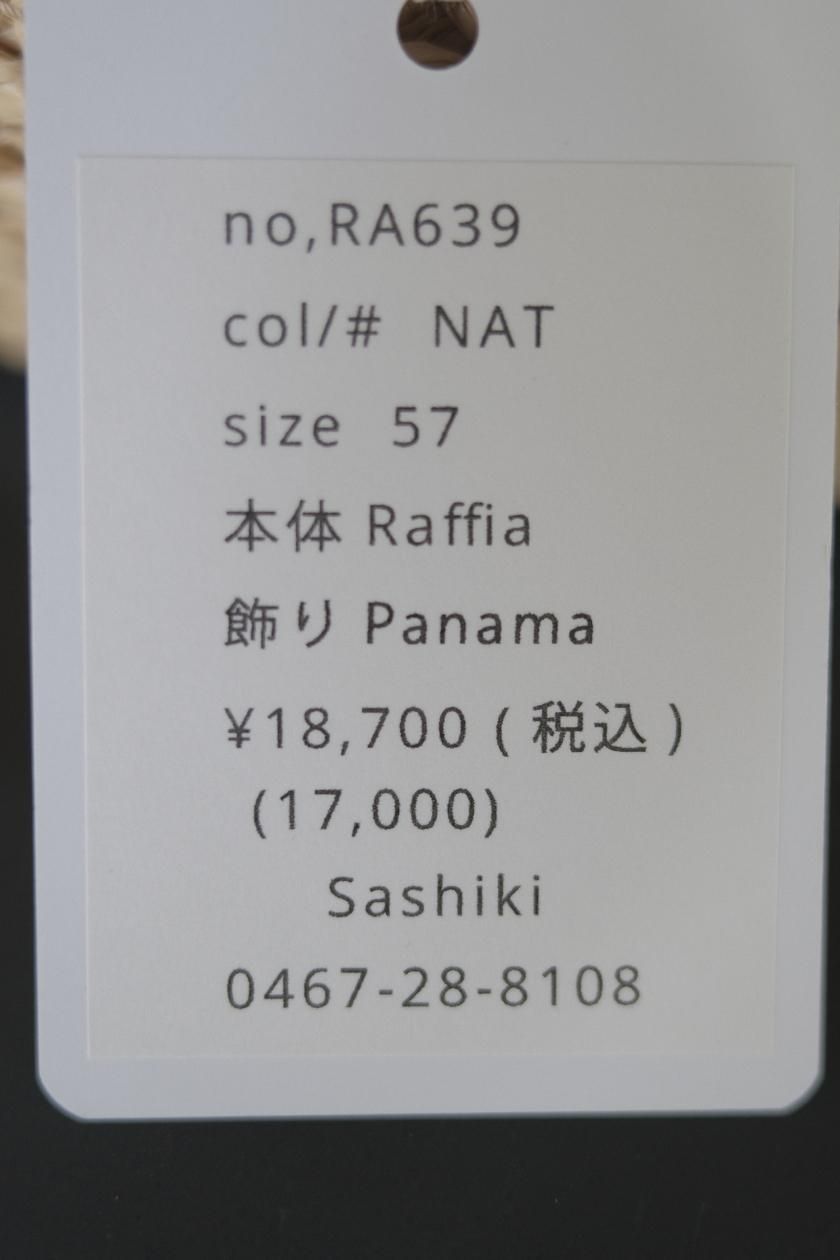 no,RA639
col/# NAT
size 57
本体 Raffia
飾り Panama
¥18,700 ( 税込 )
(17,000)
Sashiki
0467-28-8108